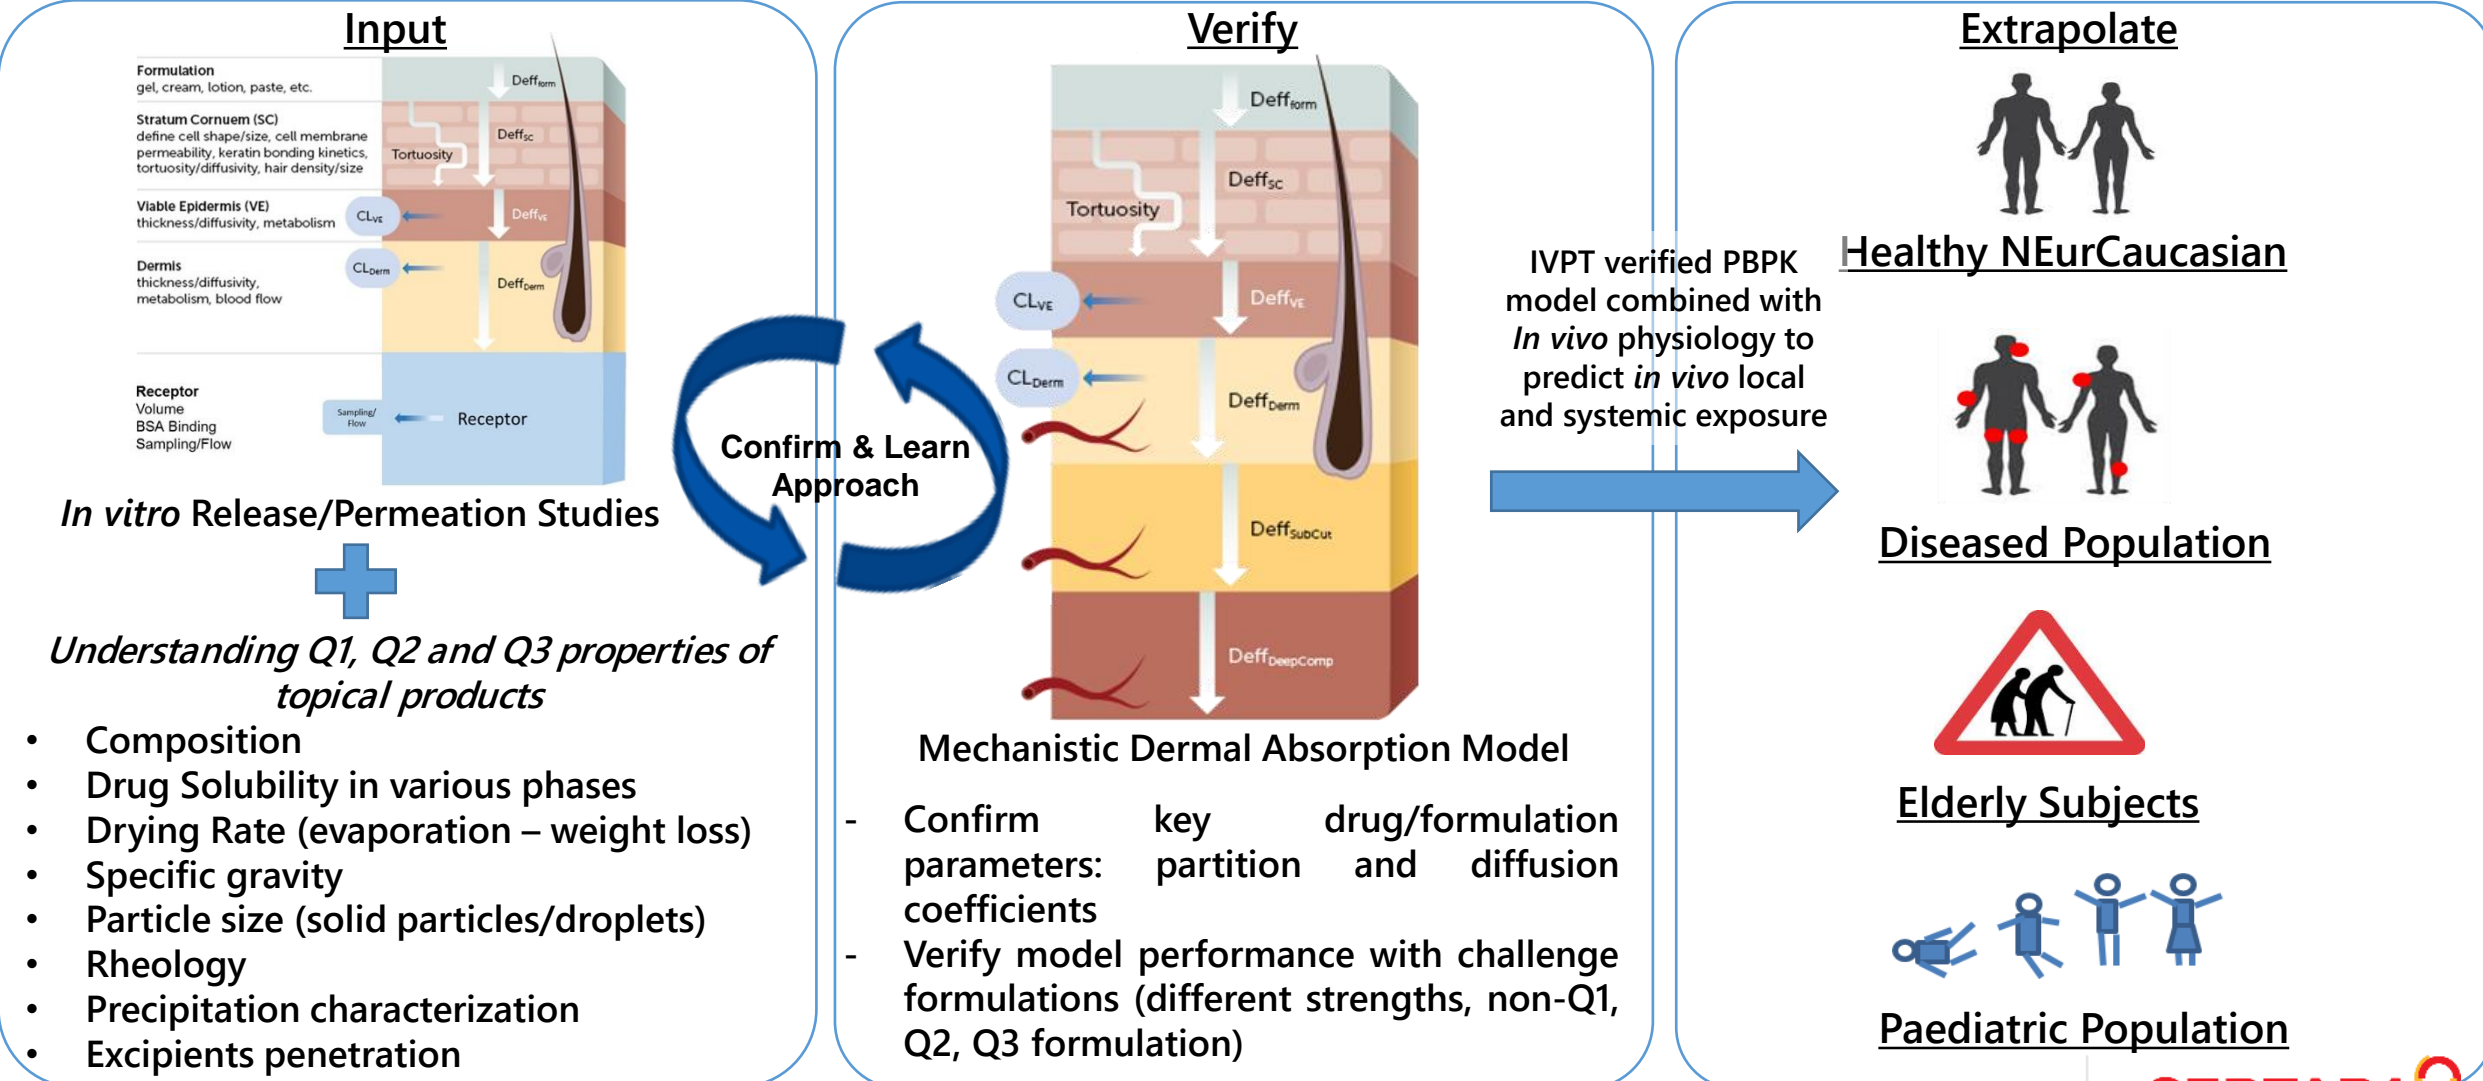 Input
Formulation
gel, cream, lotion, paste, etc.
Stratum Cornuem (SC)
define cell shape/size, cell membrane
permeability, keratin bonding kinetics,
tortuosity/diffusivity, hair density/size
Viable Epidermis (VE)
thickness/diffusivity, metabolism
Dermis
thickness/diffusivity,
metabolism, blood flow
Receptor
Volume
BSA Binding
Sampling/Flow
Deff form
Deff SC
Tortuosity
CL VE
Deff VE
CL Derm
Deff Derm
Sampling/
Flow
Receptor
In vitro Release/Permeation Studies
Understanding Q1, Q2 and Q3 properties of
topical products
• Composition
• Drug Solubility in various phases
• Drying Rate (evaporation – weight loss)
• Specific gravity
• Particle size (solid particles/droplets)
• Rheology
• Precipitation characterization
• Excipients penetration
Confirm & Learn
Approach
Verify
Deff form
Deff SC
Tortuosity
CL VE
Deff VE
CL Derm
Deff Derm
Deff SubCut
Deff DeepComp
Mechanistic Dermal Absorption Model
- Confirm key drug/formulation
parameters: partition and diffusion
coefficients
- Verify model performance with challenge
formulations (different strengths, non-Q1,
Q2, Q3 formulation)
IVPT verified PBPK
model combined with
In vivo physiology to
predict in vivo local
and systemic exposure
Extrapolate
Healthy NEurCaucasian
Diseased Population
Elderly Subjects
Paediatric Population